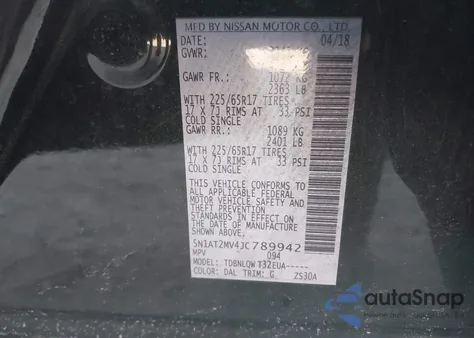 MFD BY NISSAN MOTOR CO., LTD.
DATE: 04/18
GVWR:
GAWR FR.: 1072 KG
2363 LB
WITH 225/65R17 TIRES
17 X 7J RIMS AT 33 PSI
COLD SINGLE
GAWR RR.: 1089 KG
2401 LB
WITH 225/65R17 TIRES
17 X 7J RIMS AT 33 PSI
COLD SINGLE
THIS VEHICLE CONFORMS TO
ALL APPLICABLE FEDERAL
MOTOR VEHICLE SAFETY
STANDARDS IN EFFECT ON THE
DATE OF MANUFACTURE
SHOWN ABOVE.
5N1AT2MV4JC789942
MPV 094
MODEL: TDBNLQW T32EUA-----
COLOR: DAL TRIM: G ZS30A
autoSnap